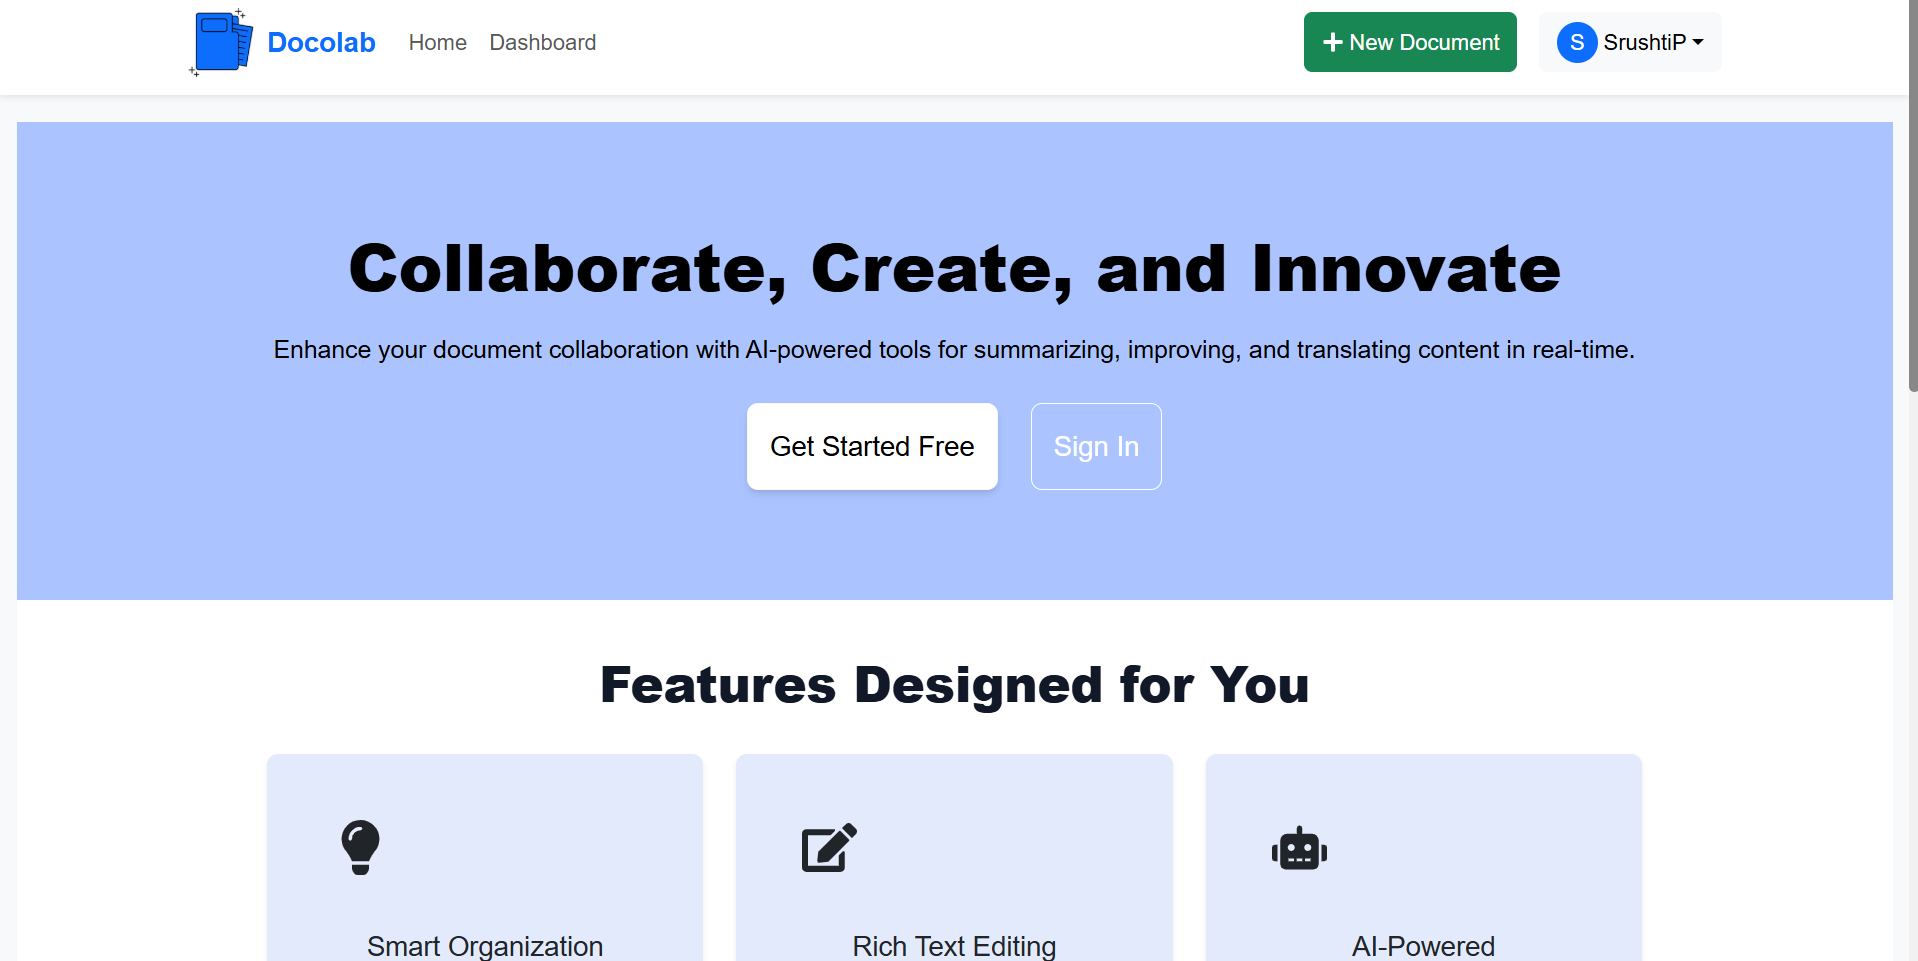 Docolab Home Dashboard New Document S SrushtiP
Collaborate, Create, and Innovate
Enhance your document collaboration with AI-powered tools for summarizing, improving, and translating content in real-time.
Get Started Free Sign In
Features Designed for You
Smart Organization Rich Text Editing AI-Powered